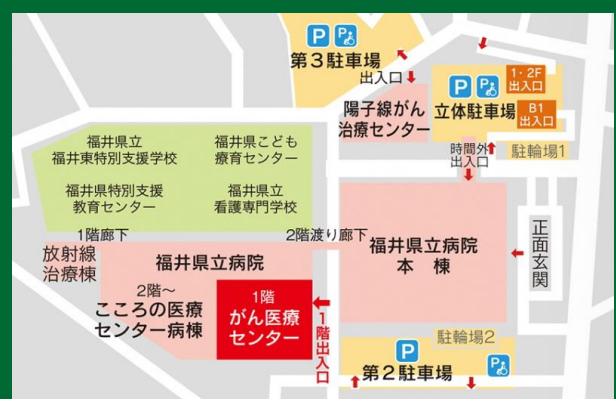 P
第3駐車場
出入口
陽子線がん
治療センター
P
立体駐車場
1・2F
出入口
B1
出入口
時間外
出入口
駐輪場1
福井県立
福井東特別支援学校
福井県こども
療育センター
福井県特別支援
教育センター
福井県立
看護専門学校
1階廊下
2階渡り廊下
放射線
治療棟
福井県立病院
2階〜
こころの医療
センター病棟
1階
がん医療
センター
1階出入口
福井県立病院
本棟
正面玄関
駐輪場2
P
第2駐車場